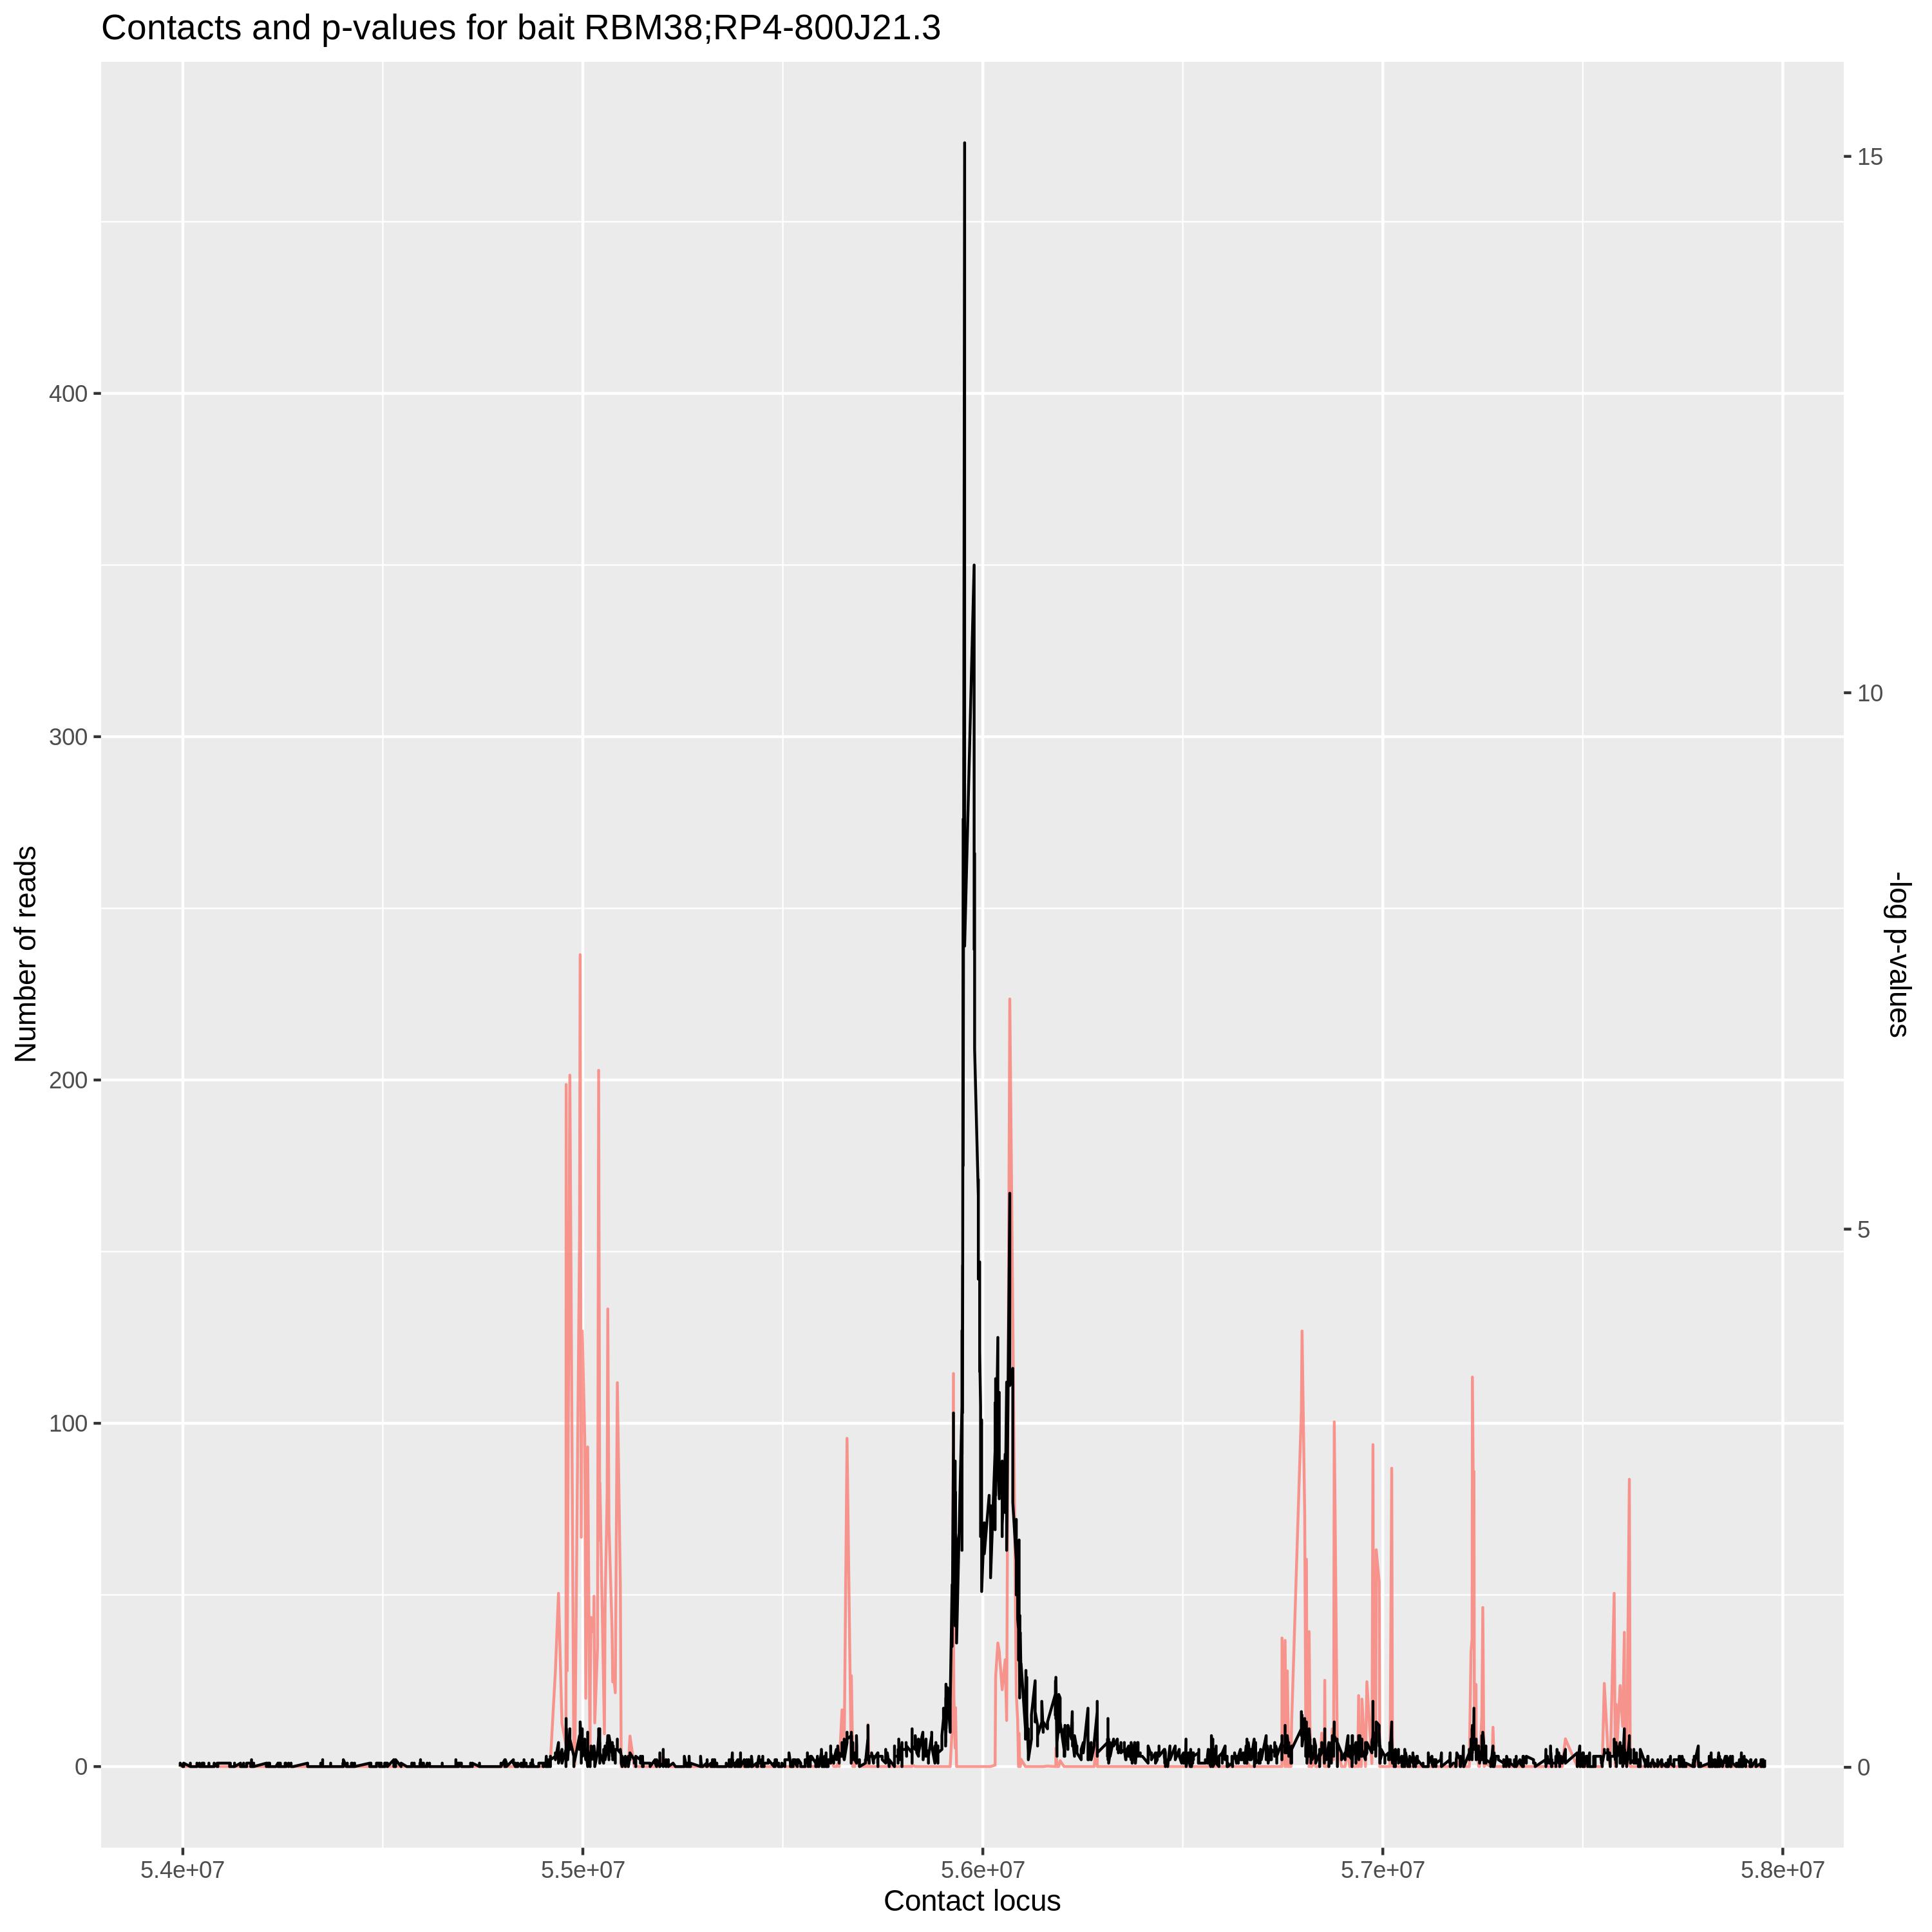 Contacts and p-values for bait RBM38;RP4-800J21.3
Number of reads
400
300
200
100
0
15
10
5
0
-log p-values
5.4e+07 5.5e+07 5.6e+07 5.7e+07 5.8e+07
Contact locus